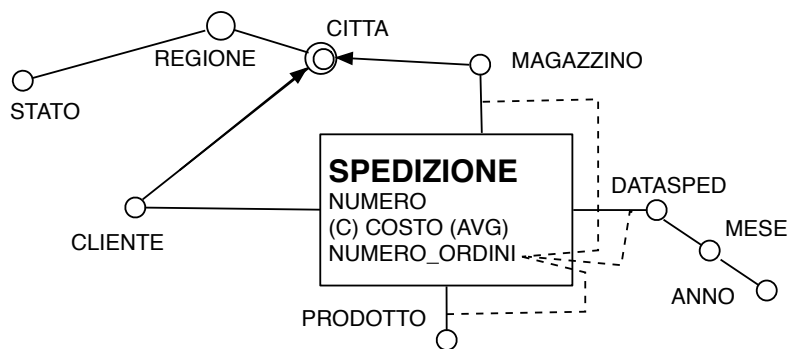 CITTA
REGIONE
MAGAZZINO
STATO
SPEDIZIONE
NUMERO
(C) COSTO (AVG)
NUMERO_ORDINI
DATASPED
MESE
CLIENTE
ANNO
PRODOTTO